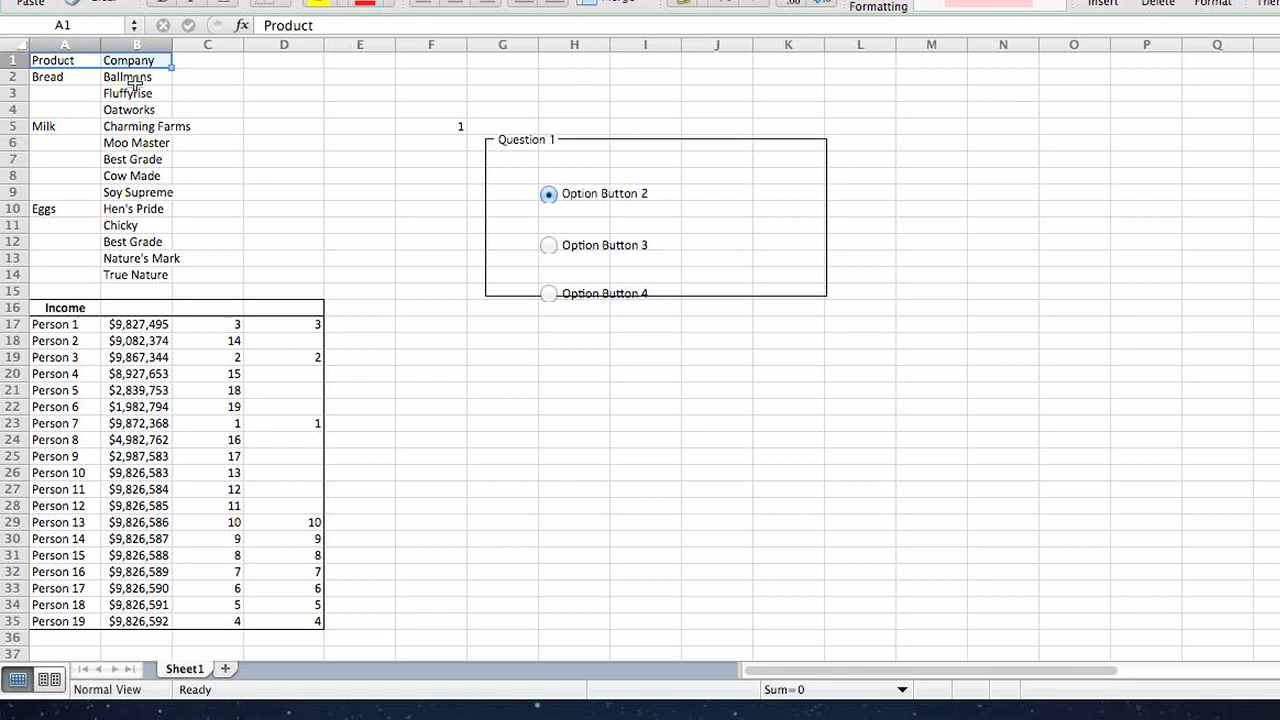 Paste Clear Merge Formatting Insert Delete Format
A1 fx Product
A B C D E F G H I J K L M N O P Q
1 Product Company
2 Bread Ballmans
3 Fluffyrise
4 Oatworks
5 Milk Charming Farms 1
6 Moo Master Question 1
7 Best Grade
8 Cow Made
9 Soy Supreme Option Button 2
10 Eggs Hen's Pride
11 Chicky
12 Best Grade Option Button 3
13 Nature's Mark
14 True Nature
15 Option Button 4
16 Income
17 Person 1 $9,827,495 3 3
18 Person 2 $9,082,374 14
19 Person 3 $9,867,344 2 2
20 Person 4 $8,927,653 15
21 Person 5 $2,839,753 18
22 Person 6 $1,982,794 19
23 Person 7 $9,872,368 1 1
24 Person 8 $4,982,762 16
25 Person 9 $2,987,583 17
26 Person 10 $9,826,583 13
27 Person 11 $9,826,584 12
28 Person 12 $9,826,585 11
29 Person 13 $9,826,586 10 10
30 Person 14 $9,826,587 9 9
31 Person 15 $9,826,588 8 8
32 Person 16 $9,826,589 7 7
33 Person 17 $9,826,590 6 6
34 Person 18 $9,826,591 5 5
35 Person 19 $9,826,592 4 4
36
37
Sheet1
Normal View Ready Sum=0